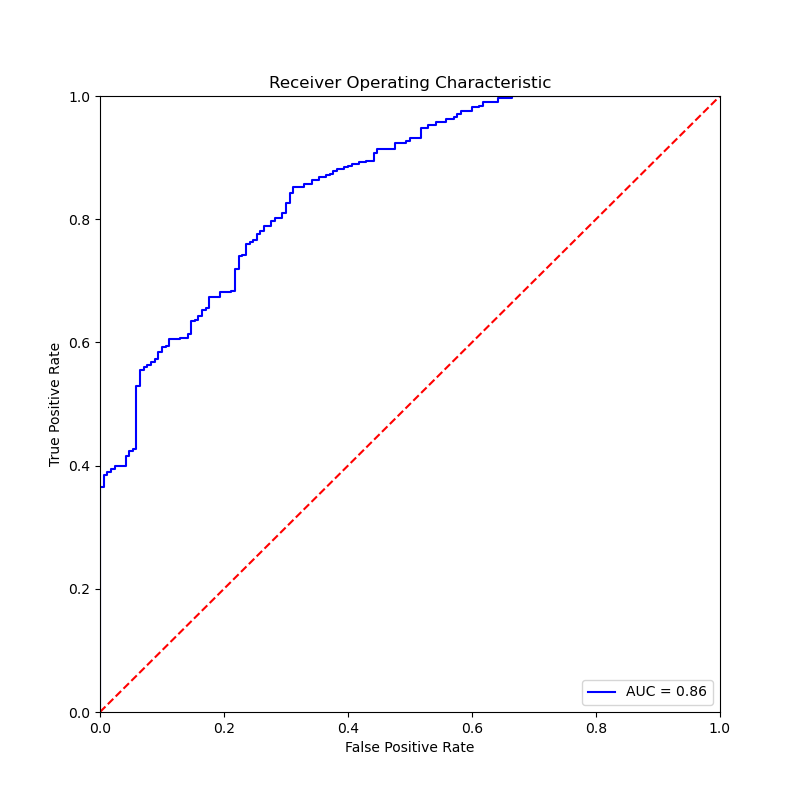 Receiver Operating Characteristic
1.0
0.8
0.6
0.4
0.2
0.0
True Positive Rate
AUC = 0.86
0.0 0.2 0.4 0.6 0.8 1.0
False Positive Rate